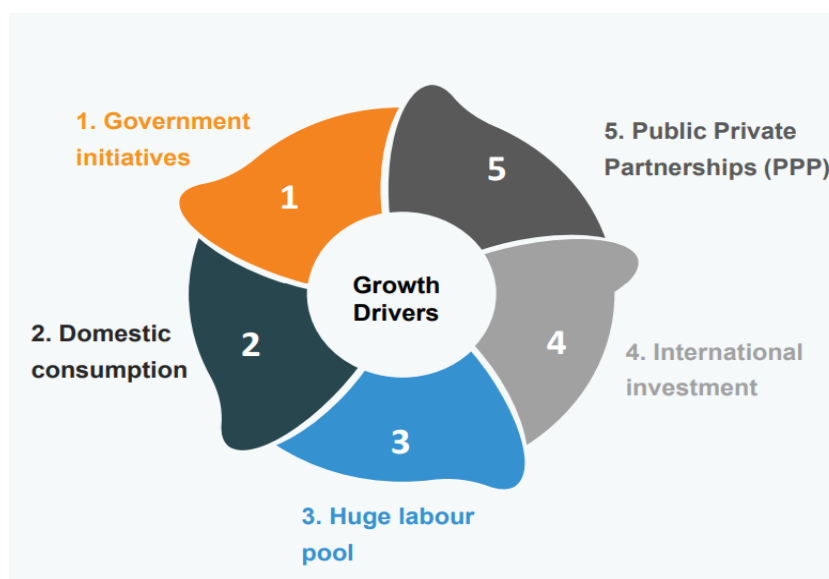 1. Government
initiatives
1
2. Domestic
consumption
2
3. Huge labour
pool
3
4. International
investment
4
5. Public Private
Partnerships (PPP)
5
Growth
Drivers